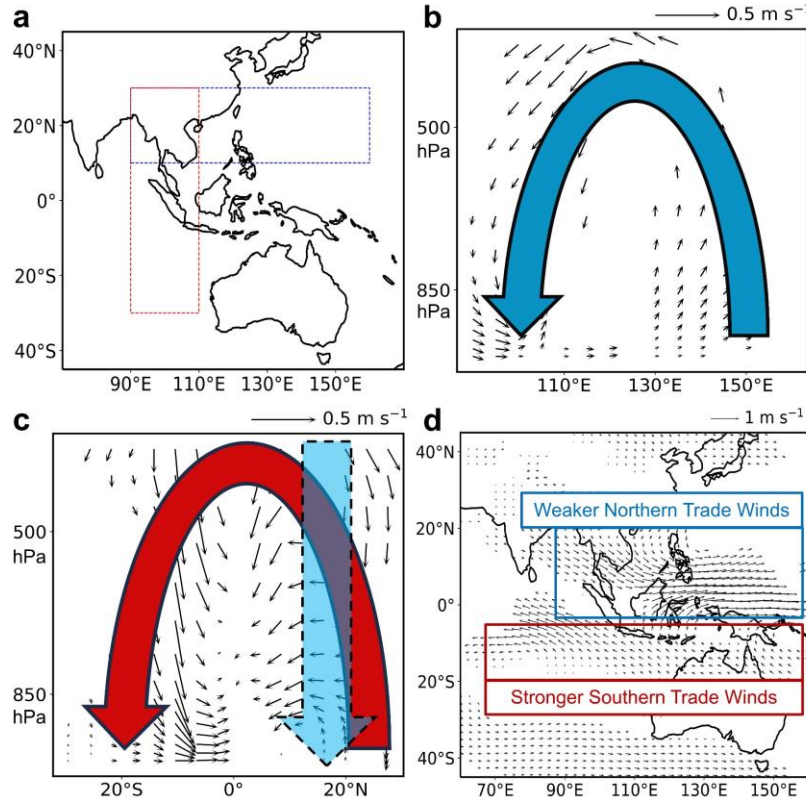 a
40°N
20°N
0°
20°S
40°S
90°E 110°E 130°E 150°E
b
0.5 m s⁻¹
500
hPa
850
hPa
110°E 130°E 150°E
c
0.5 m s⁻¹
500
hPa
850
hPa
20°S 0° 20°N
d
1 m s⁻¹
40°N
20°N
0°
20°S
40°S
Weaker Northern Trade Winds
Stronger Southern Trade Winds
70°E 90°E 110°E 130°E 150°E